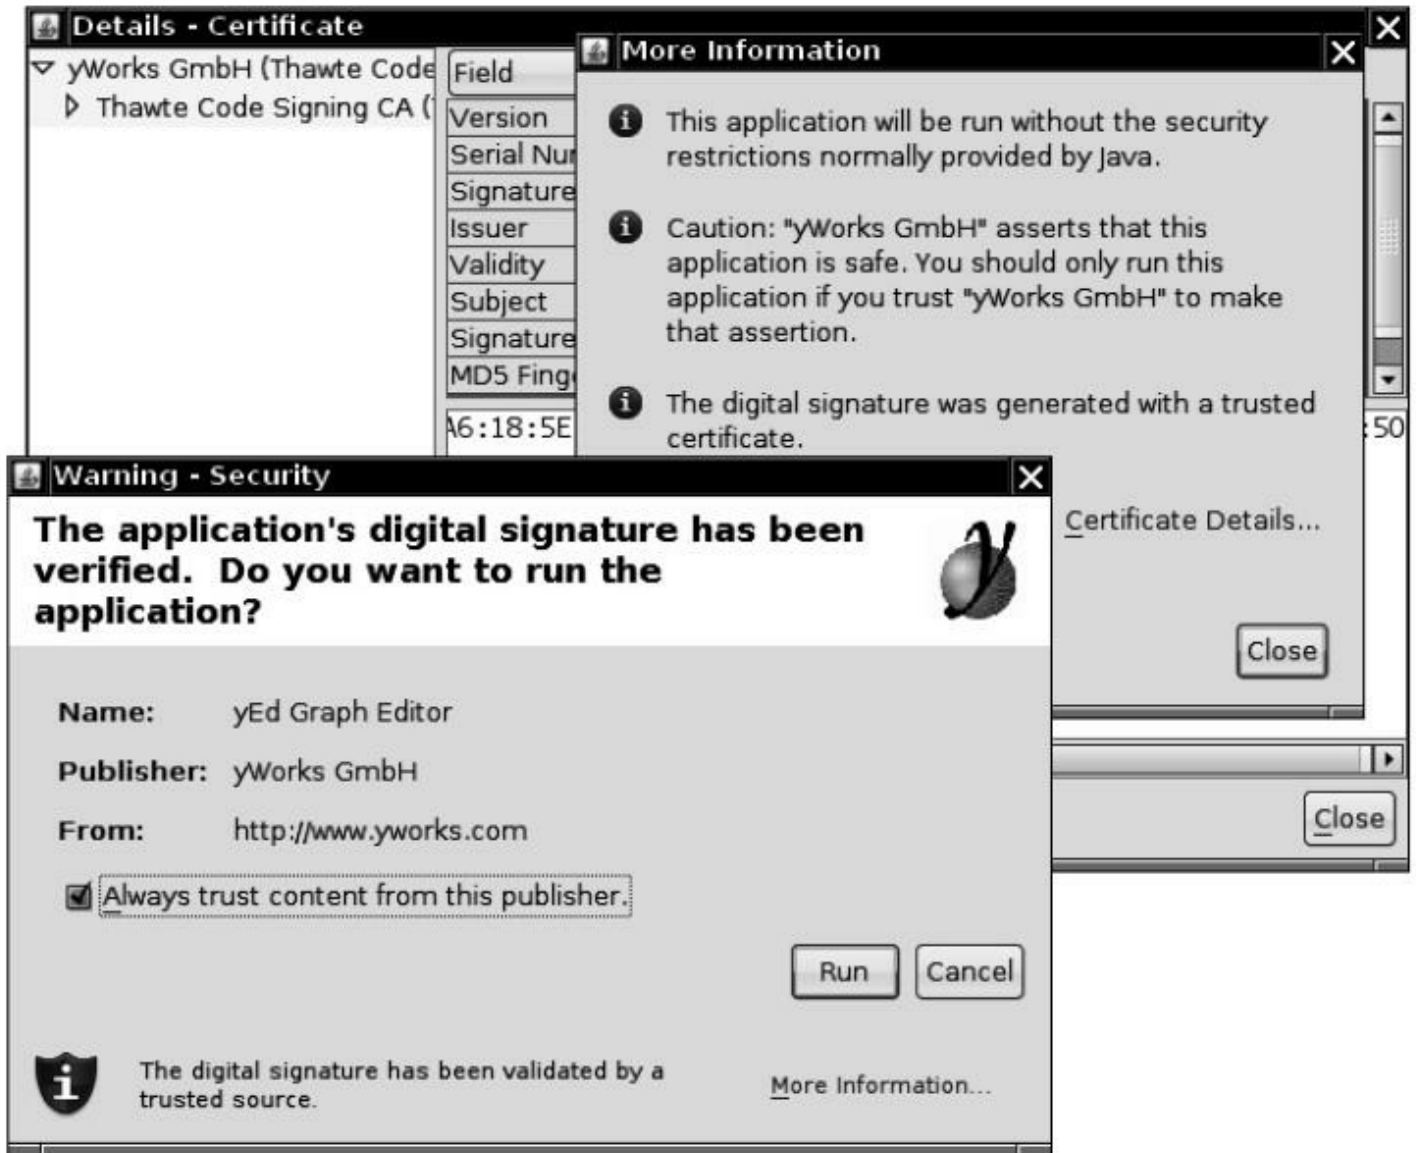 Details - Certificate
yWorks GmbH (Thawte Code
Thawte Code Signing CA (
Field
Version
Serial Nur
Signature
Issuer
Validity
Subject
Signature
MD5 Fing
A6:18:5E
:50
Close
More Information
This application will be run without the security
restrictions normally provided by Java.
Caution: "yWorks GmbH" asserts that this
application is safe. You should only run this
application if you trust "yWorks GmbH" to make
that assertion.
The digital signature was generated with a trusted
certificate.
Certificate Details...
Close
Warning - Security
The application's digital signature has been
verified. Do you want to run the
application?
Name: yEd Graph Editor
Publisher: yWorks GmbH
From: http://www.yworks.com
Always trust content from this publisher.
Run Cancel
The digital signature has been validated by a
trusted source.
More Information...